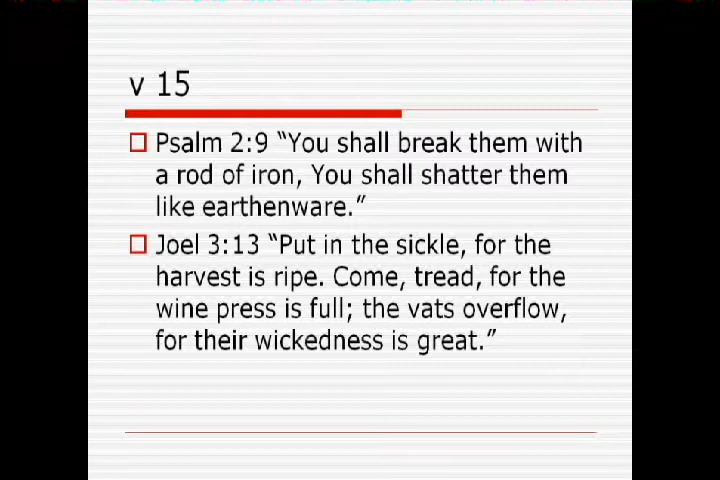 v 15
Psalm 2:9 “You shall break them with
a rod of iron, You shall shatter them
like earthenware.”
Joel 3:13 “Put in the sickle, for the
harvest is ripe. Come, tread, for the
wine press is full; the vats overflow,
for their wickedness is great.”